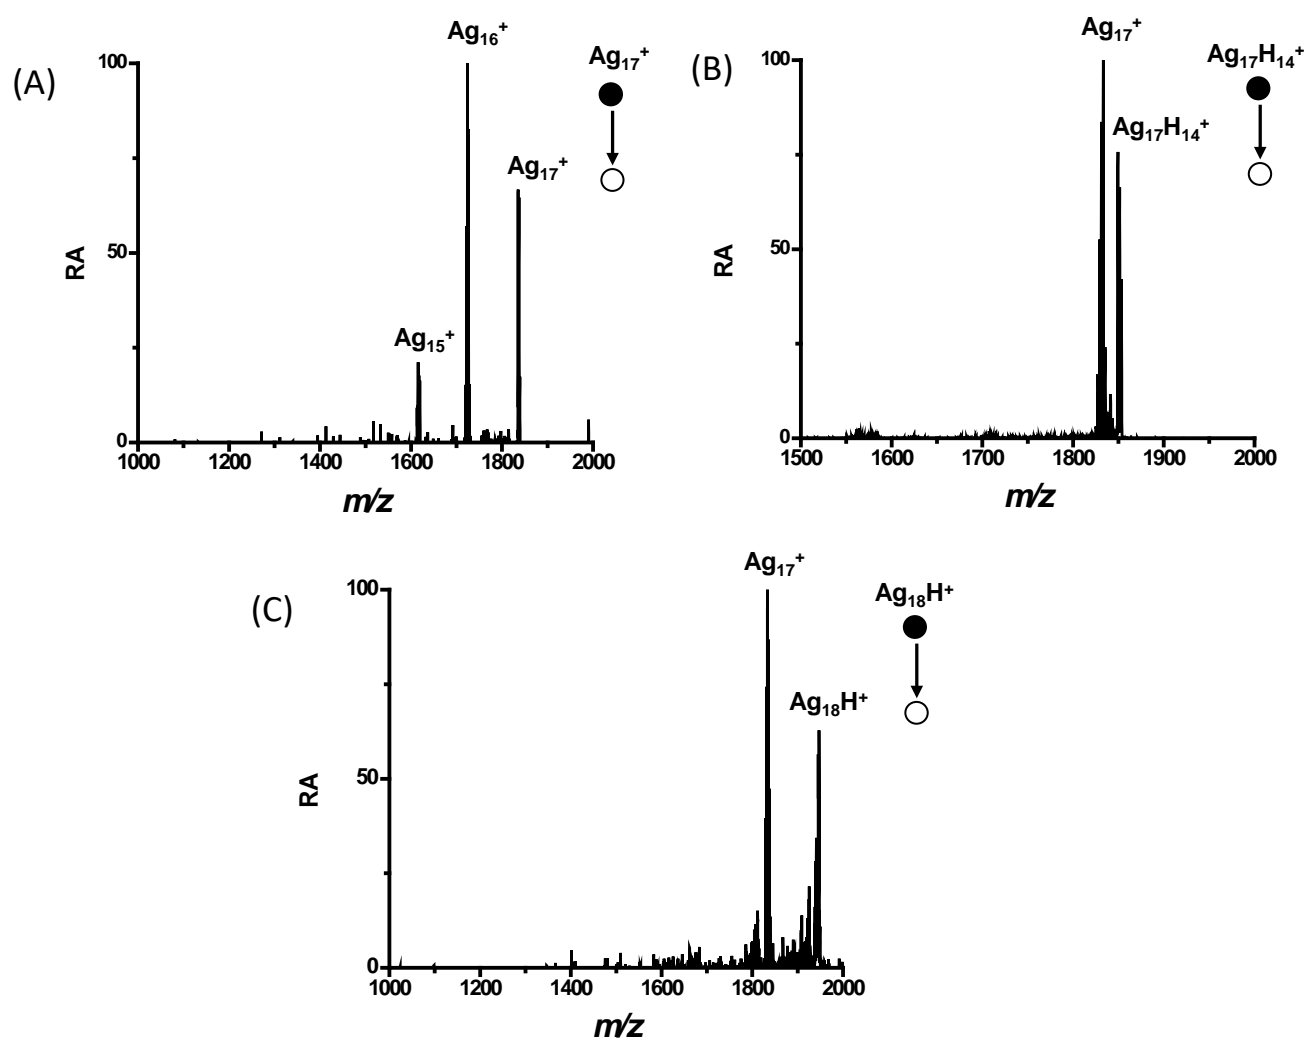 (A)
Ag₁₆⁺
Ag₁₇⁺
Ag₁₇⁺
Ag₁₅⁺
100
50
0
RA
1000 1200 1400 1600 1800 2000
m/z
(B)
Ag₁₇⁺
Ag₁₇H₁₄⁺
Ag₁₇H₁₄⁺
100
50
0
RA
1500 1600 1700 1800 1900 2000
m/z
(C)
Ag₁₇⁺
Ag₁₈H⁺
Ag₁₈H⁺
100
50
0
RA
1000 1200 1400 1600 1800 2000
m/z